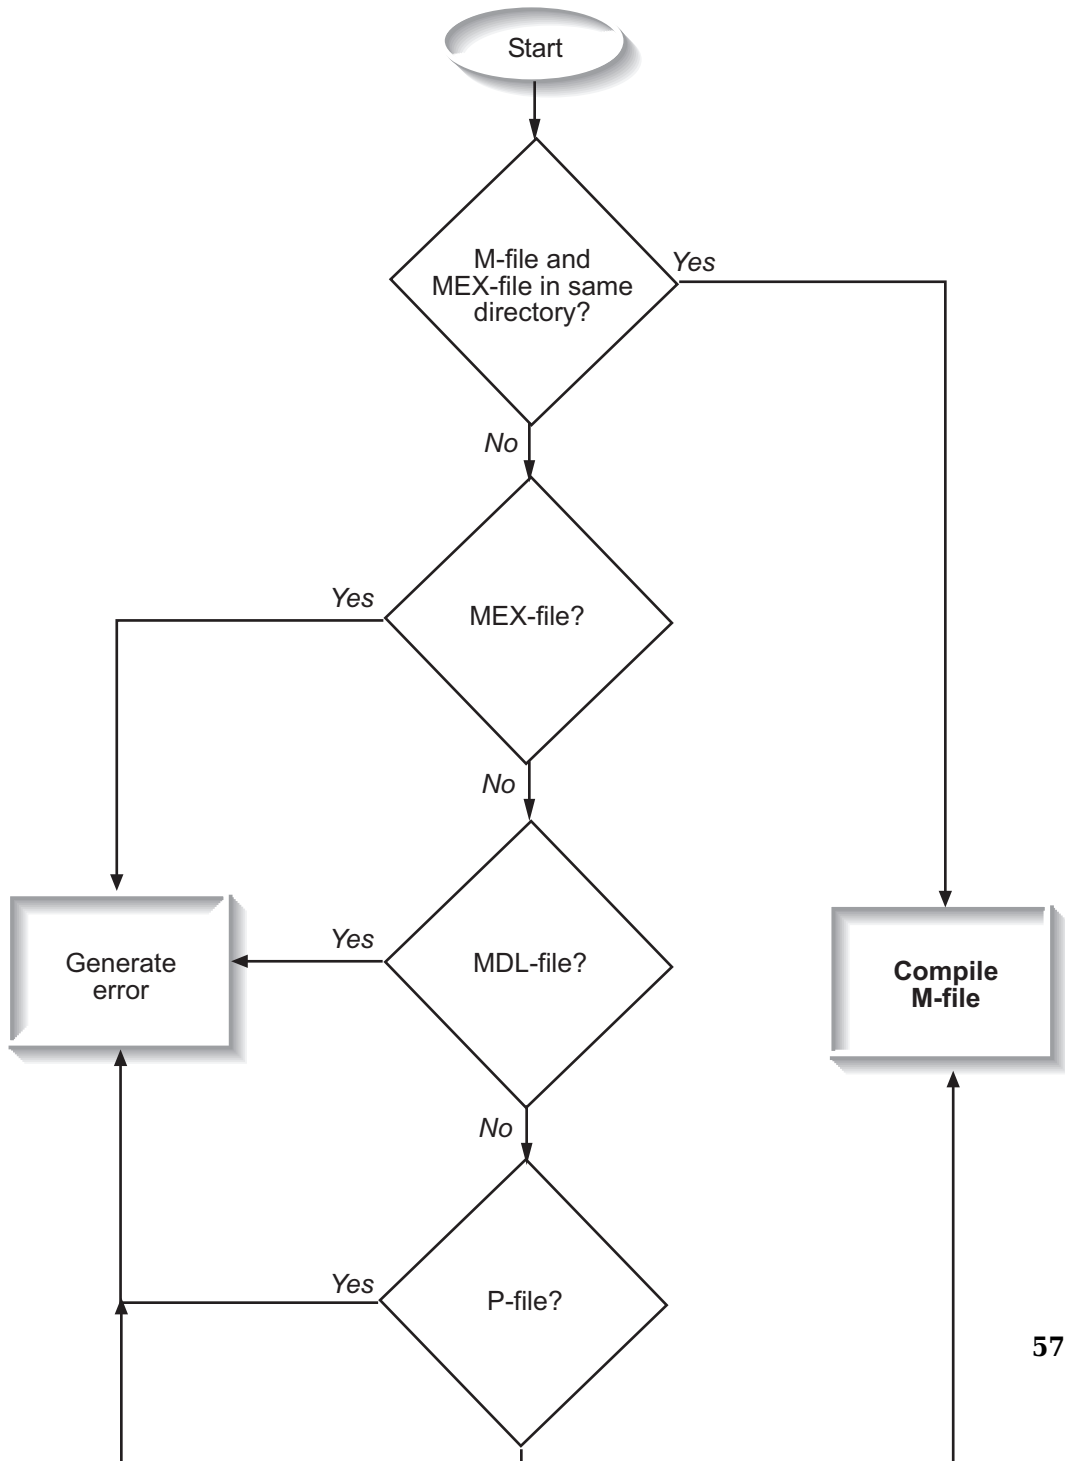 Start
M-file and
MEX-file in same
directory?
Yes
No
Yes
MEX-file?
No
Generate
error
Yes
MDL-file?
Compile
M-file
No
Yes
P-file?
57